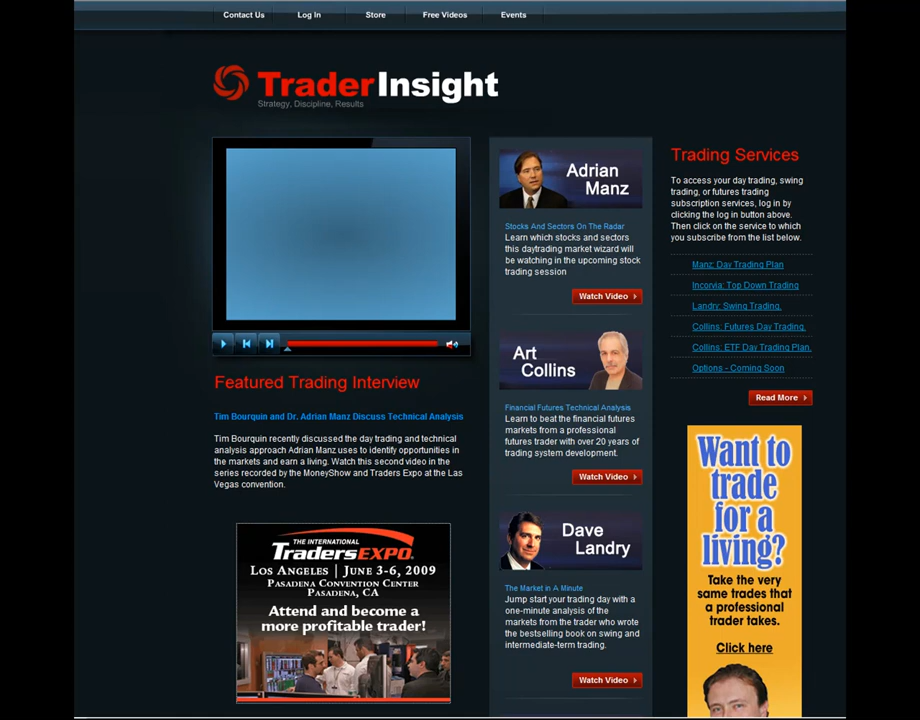 Contact Us
Log In
Store
Free Videos
Events
TraderInsight
Strategy, Discipline, Results
Featured Trading Interview
Tim Bourquin and Dr. Adrian Manz Discuss Technical Analysis
Tim Bourquin recently discussed the day trading and technical
analysis approach Adrian Manz uses to identify opportunities in
the markets and earn a living. Watch this second video in the
series recorded by the MoneyShow and Traders Expo at the Las
Vegas convention.
THE INTERNATIONAL
TRADERSEXPO.
LOS ANGELES | JUNE 3-6, 2009
PASADENA CONVENTION CENTER
PASADENA, CA
Attend and become a
more profitable trader!
Adrian
Manz
Stocks And Sectors On The Radar
Learn which stocks and sectors
this daytrading market wizard will
be watching in the upcoming stock
trading session
Watch Video
Art
Collins
Financial Futures Technical Analysis
Learn to beat the financial futures
markets from a professional
futures trader with over 20 years of
trading system development.
Watch Video
Dave
Landry
The Market in A Minute
Jump start your trading day with a
one-minute analysis of the
markets from the trader who wrote
the bestselling book on swing and
intermediate-term trading.
Watch Video
Trading Services
To access your day trading, swing
trading, or futures trading
subscription services, log in by
clicking the log in button above.
Then click on the service to which
you subscribe from the list below.
Manz: Day Trading Plan
Incorvia: Top Down Trading
Landry: Swing Trading.
Collins: Futures Day Trading.
Collins: ETF Day Trading Plan.
Options - Coming Soon
Read More
Want to
trade
for a
living?
Take the very
same trades that
a professional
trader takes.
Click here